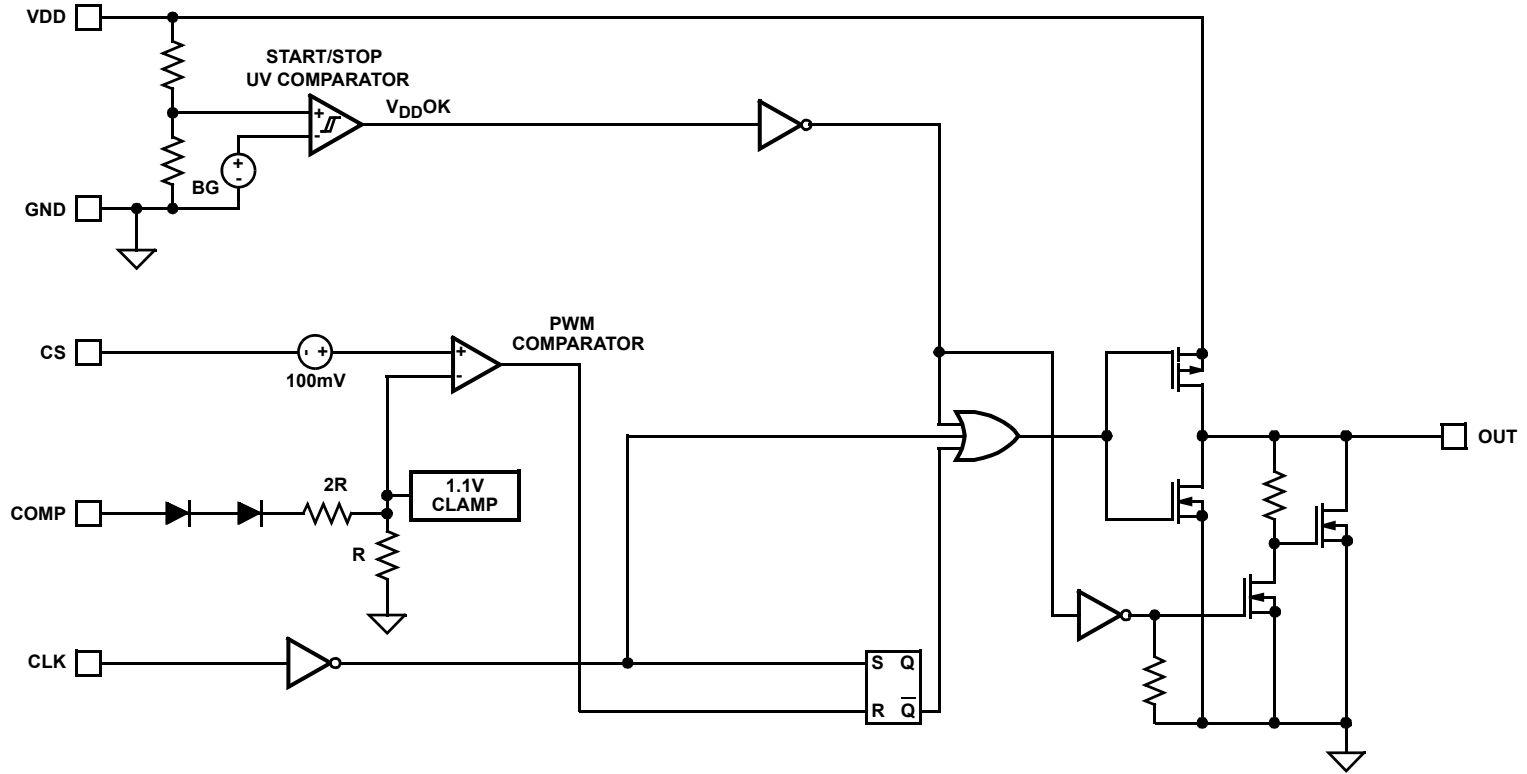 VDD
START/STOP
UV COMPARATOR
+
-
VDDOK
+
-
BG
GND
PWM
COMPARATOR
CS
- +
100mV
+
-
2R
1.1V
CLAMP
COMP
R
OUT
CLK
S Q
R Q̅